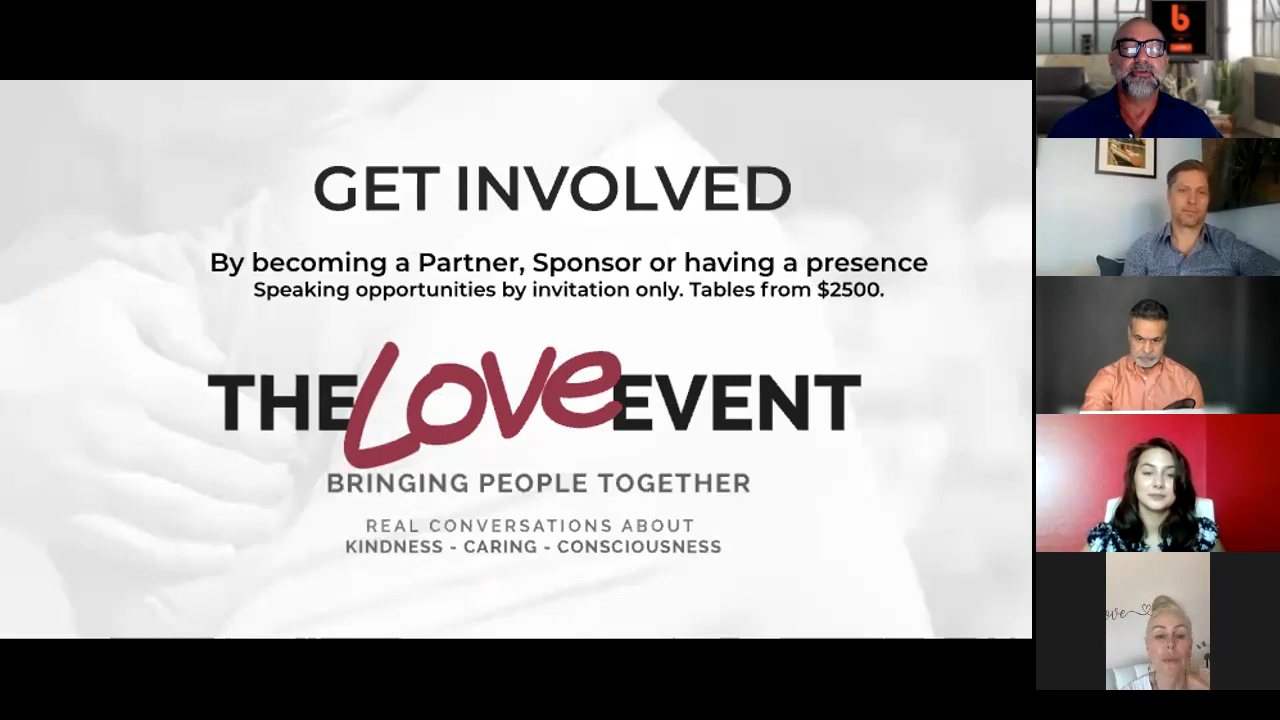 GET INVOLVED
By becoming a Partner, Sponsor or having a presence
Speaking opportunities by invitation only. Tables from $2500.
THE Love EVENT
BRINGING PEOPLE TOGETHER
REAL CONVERSATIONS ABOUT
KINDNESS - CARING - CONSCIOUSNESS
b
ove